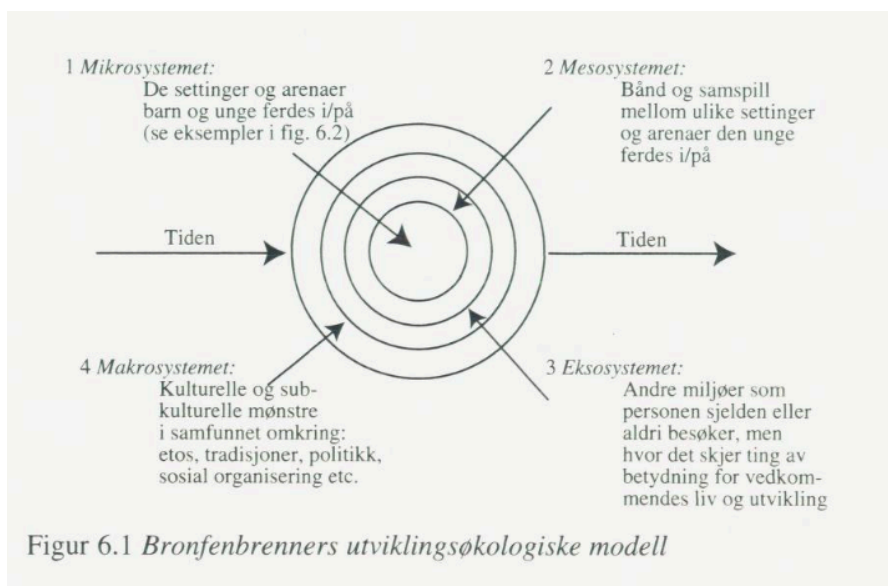 1 Mikrosystemet:
De settinger og arenaer
barn og unge ferdes i/på
(se eksempler i fig. 6.2)
2 Mesosystemet:
Bånd og samspill
mellom ulike settinger
og arenaer den unge
ferdes i/på
Tiden
Tiden
4 Makrosystemet:
Kulturelle og sub-
kulturelle mønstre
i samfunnet omkring:
etos, tradisjoner, politikk,
sosial organisering etc.
3 Eksosystemet:
Andre miljøer som
personen sjelden eller
aldri besøker, men
hvor det skjer ting av
betydning for vedkom-
mendes liv og utvikling
Figur 6.1 Bronfenbrenners utviklingsøkologiske modell